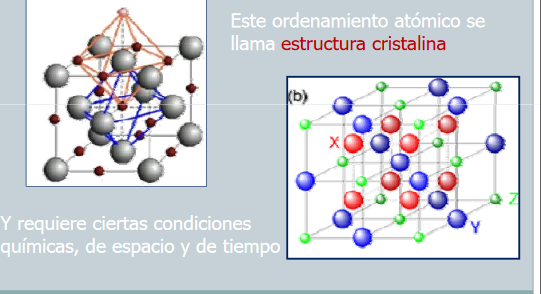 Este ordenamiento atómico se
llama estructura cristalina
(b)
X
Z
Y
Y requiere ciertas condiciones
químicas, de espacio y de tiempo